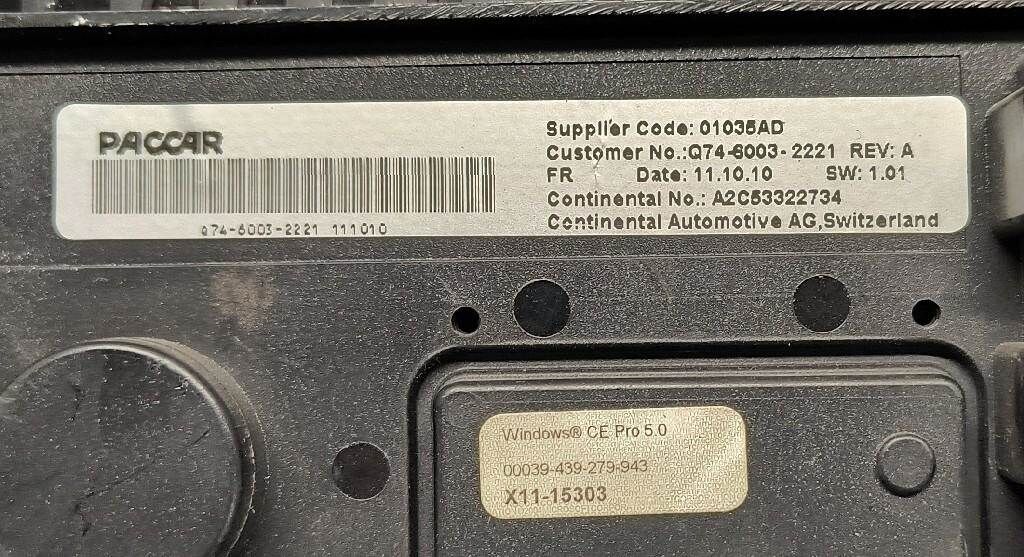 PACCAR
Q74-6003-2221 111010
Supplier Code: 01035AD
Customer No.:Q74-6003-2221 REV: A
FR Date: 11.10.10 SW: 1.01
Continental No.: A2C53322734
Continental Automotive AG,Switzerland
Windows® CE Pro 5.0
00039-439-279-943
X11-15303